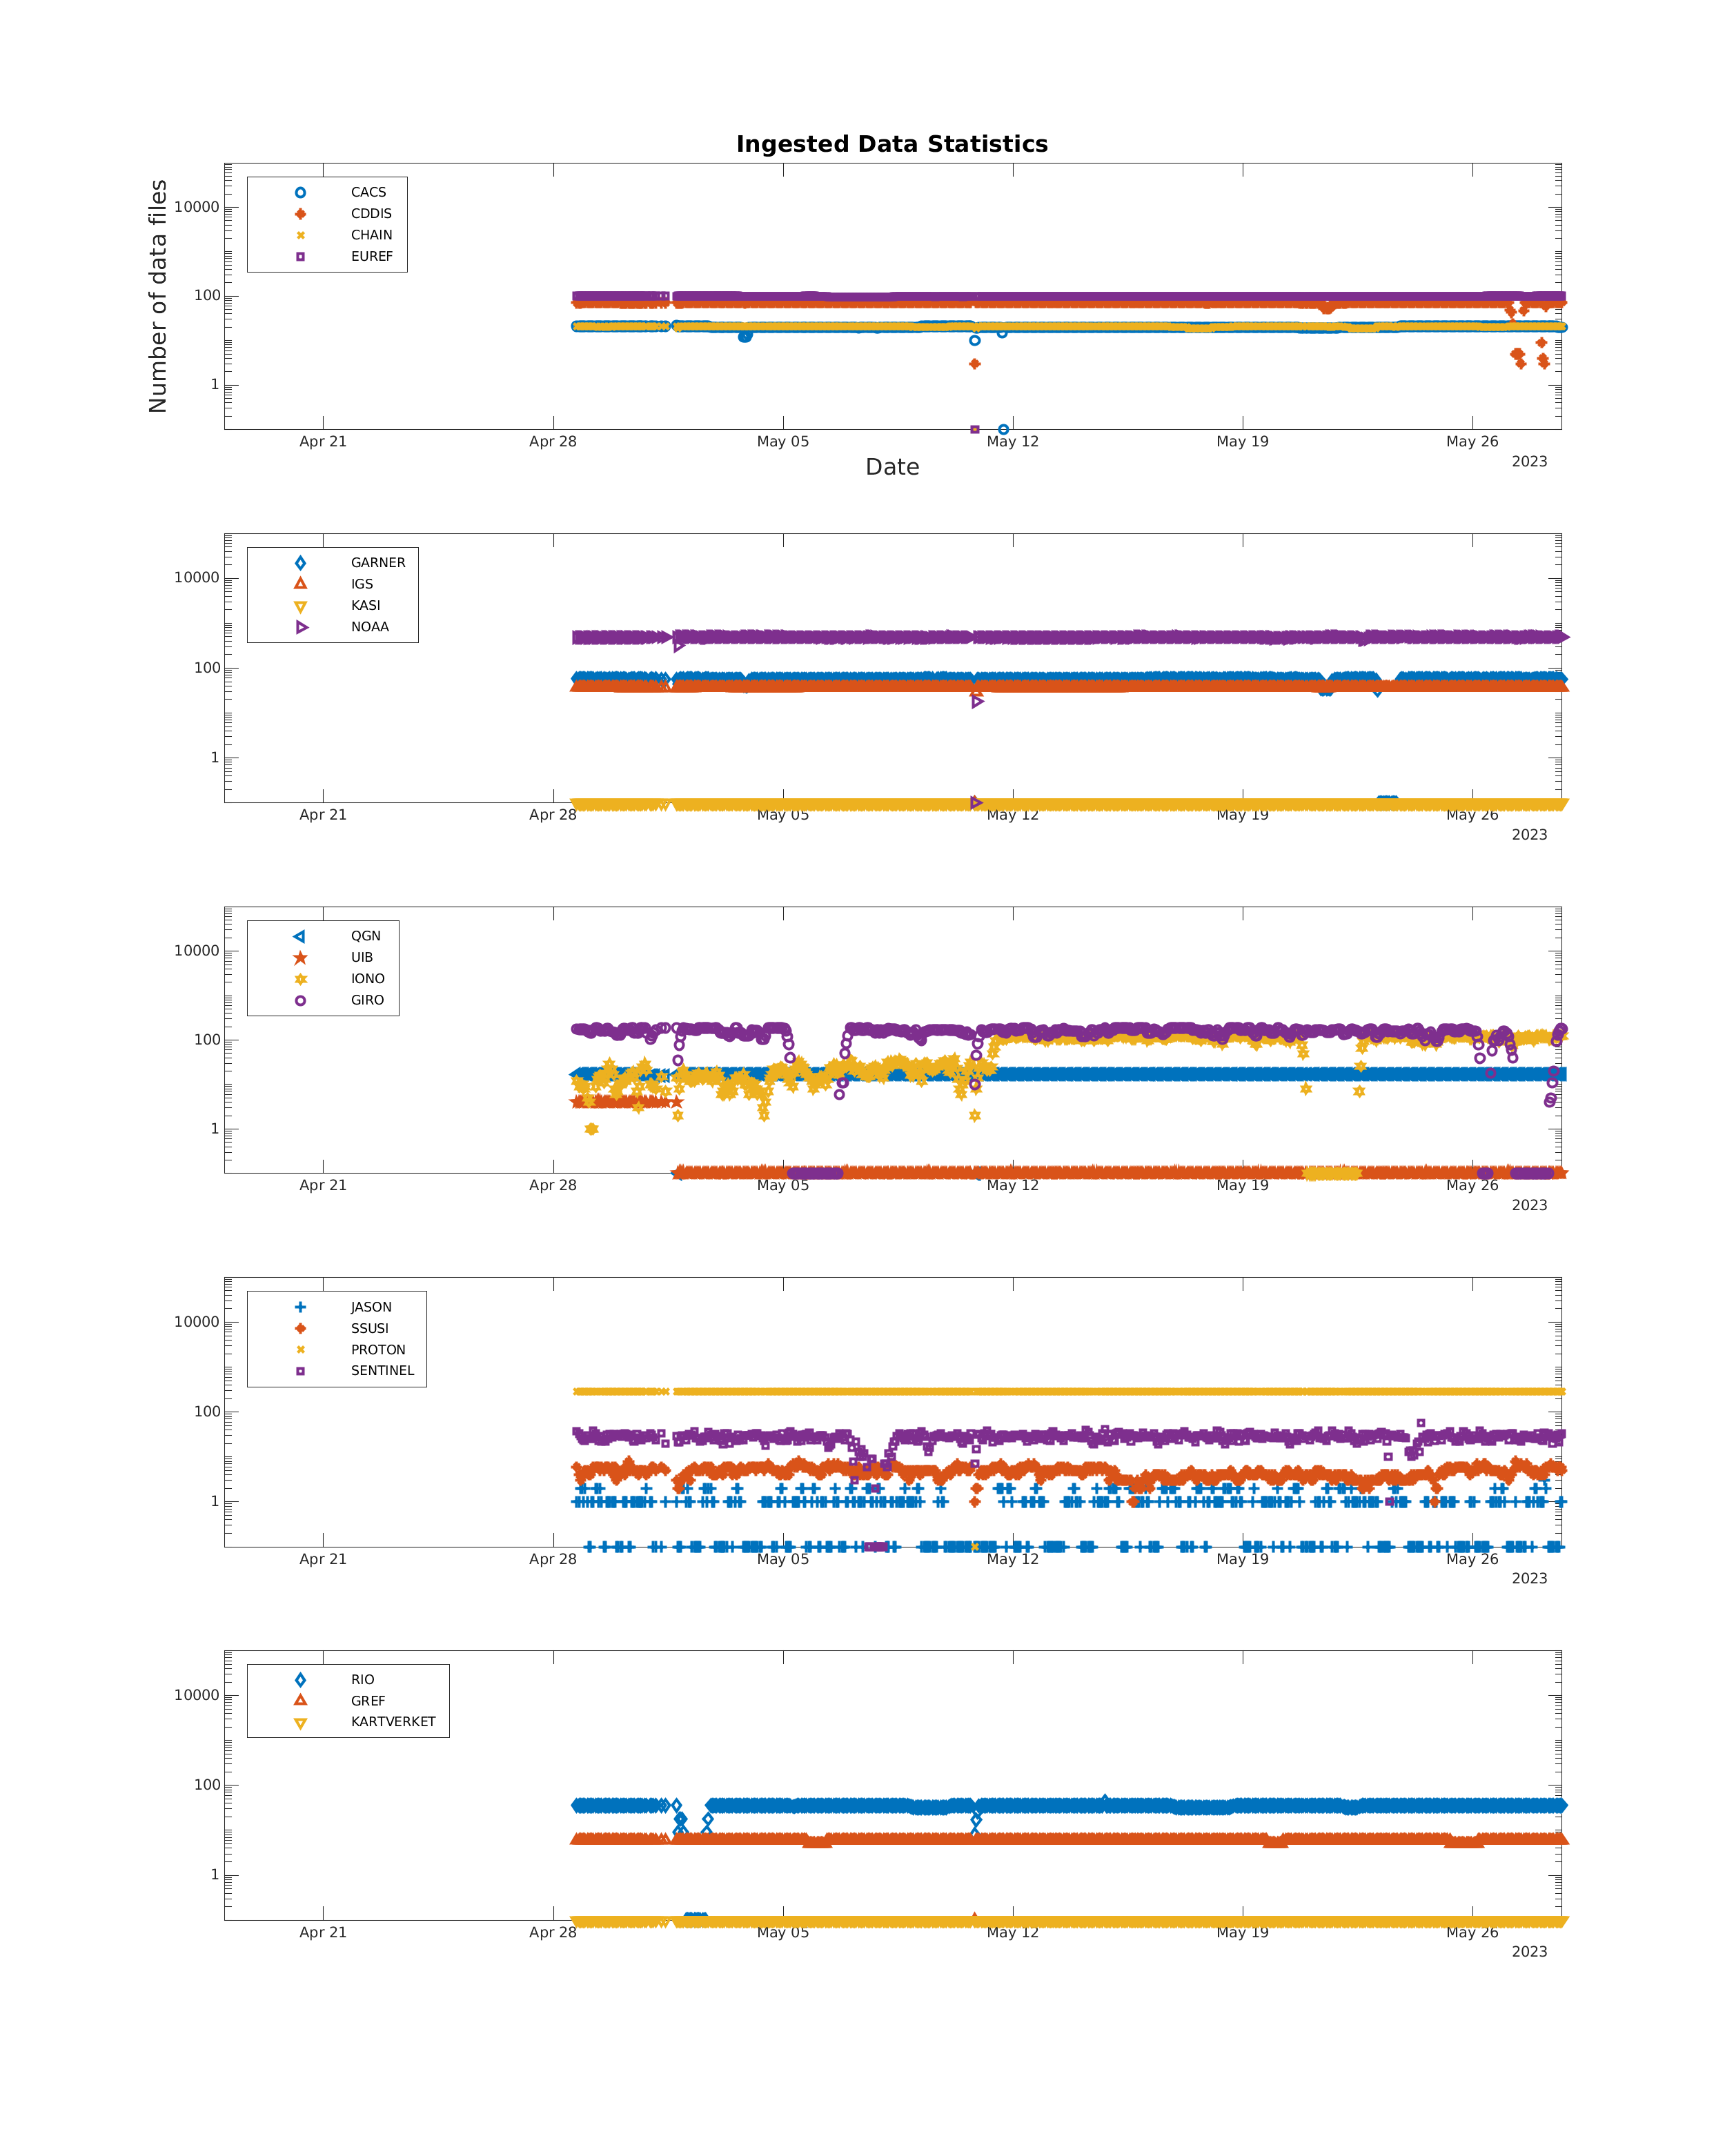 Ingested Data Statistics
Number of data files
10000
100
1
CACS
CDDIS
CHAIN
EUREF
Apr 21 Apr 28 May 05 May 12 May 19 May 26
2023
Date
10000
100
1
GARNER
IGS
KASI
NOAA
Apr 21 Apr 28 May 05 May 12 May 19 May 26
2023
10000
100
1
QGN
UIB
IONO
GIRO
Apr 21 Apr 28 May 05 May 12 May 19 May 26
2023
10000
100
1
JASON
SSUSI
PROTON
SENTINEL
Apr 21 Apr 28 May 05 May 12 May 19 May 26
2023
10000
100
1
RIO
GREF
KARTVERKET
Apr 21 Apr 28 May 05 May 12 May 19 May 26
2023